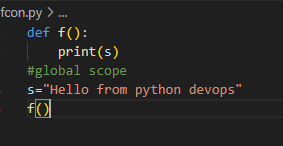 fcon.py > ...
def f():
    print(s)
#global scope
s="Hello from python devops"
f()